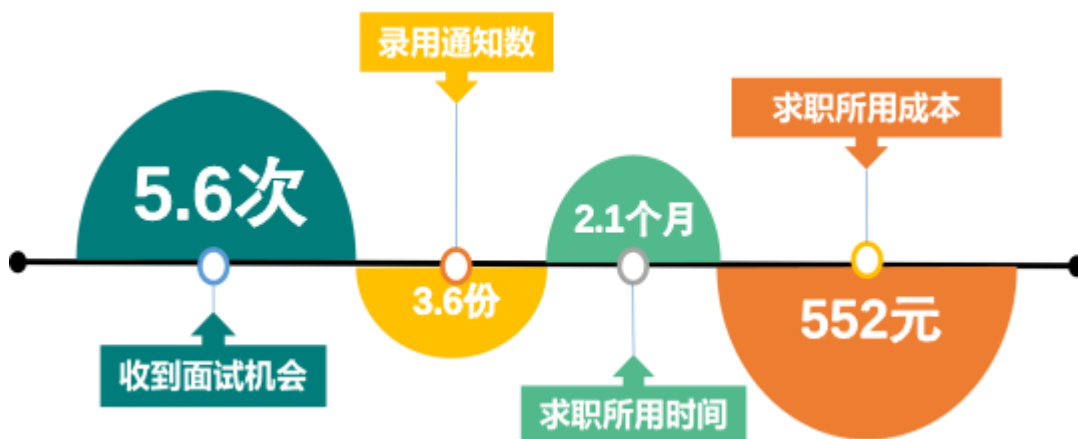 录用通知数
求职所用成本
5.6次
2.1个月
3.6份
552元
收到面试机会
求职所用时间